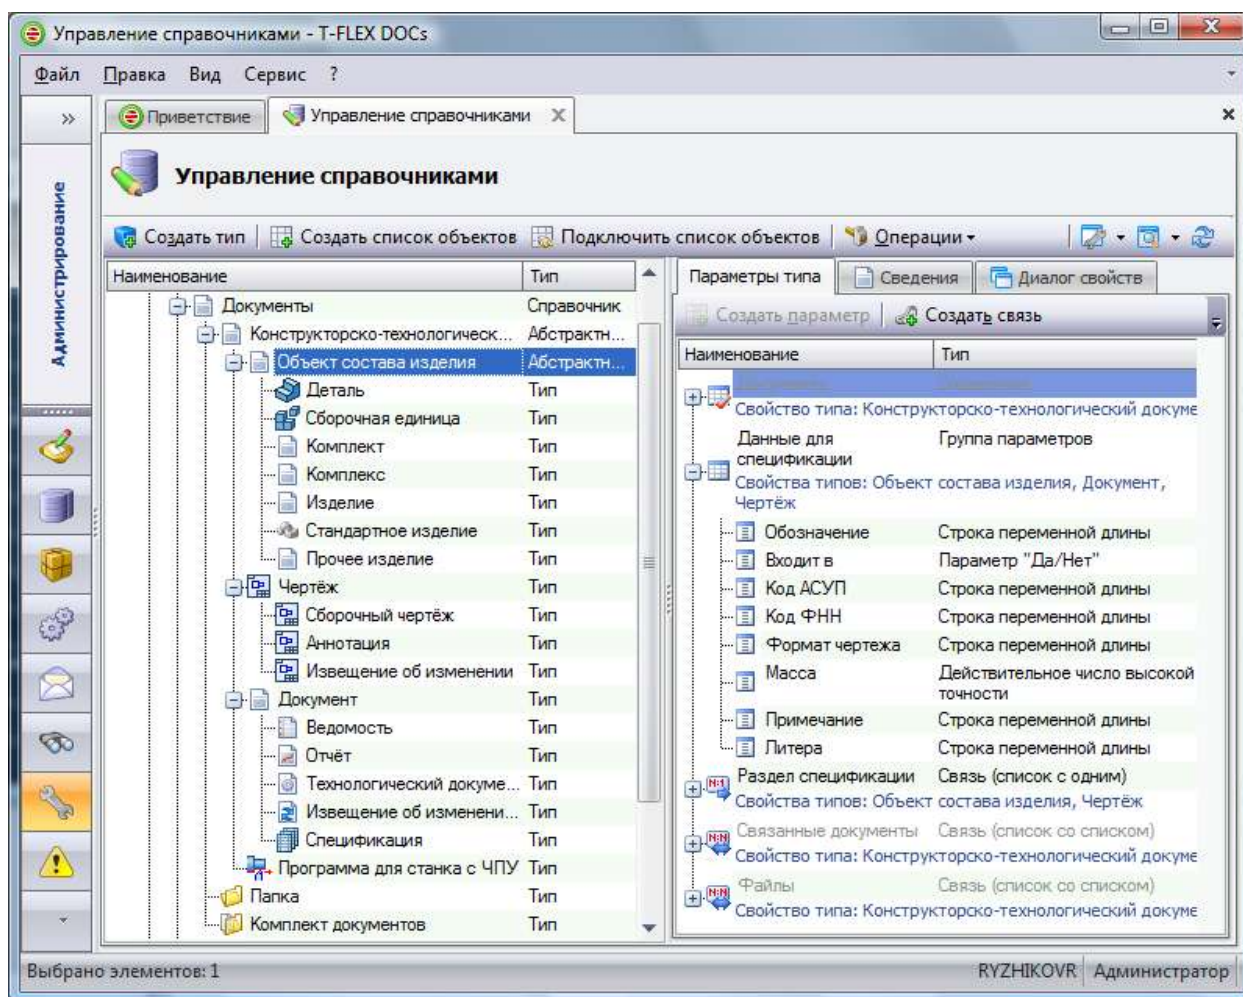 Управление справочниками - T-FLEX DOCs
Файл Правка Вид Сервис ?
Приветствие Управление справочниками
Администрирование
Управление справочниками
Создать тип Создать список объектов Подключить список объектов Операции
Наименование Тип
Документы Справочник
Конструкторско-технологическ... Абстрактн...
Объект состава изделия Абстрактн...
Деталь Тип
Сборочная единица Тип
Комплект Тип
Комплекс Тип
Изделие Тип
Стандартное изделие Тип
Прочее изделие Тип
Чертёж Тип
Сборочный чертёж Тип
Аннотация Тип
Извещение об изменении Тип
Документ Тип
Ведомость Тип
Отчёт Тип
Технологический докуме... Тип
Извещение об изменени... Тип
Спецификация Тип
Программа для станка с ЧПУ Тип
Папка Тип
Комплект документов Тип
Параметры типа Сведения Диалог свойств
Создать параметр Создать связь
Наименование Тип
Свойство типа: Конструкторско-технологический докуме
Данные для Группа параметров
спецификации
Свойства типов: Объект состава изделия, Документ,
Чертёж
Обозначение Строка переменной длины
Входит в Параметр "Да/Нет"
Код АСУП Строка переменной длины
Код ФНН Строка переменной длины
Формат чертежа Строка переменной длины
Масса Действительное число высокой
точности
Примечание Строка переменной длины
Литера Строка переменной длины
N:1 Раздел спецификации Связь (список с одним)
Свойства типов: Объект состава изделия, Чертёж
N:N Связанные документы Связь (список со списком)
Свойство типа: Конструкторско-технологический докуме
N:N Файлы Связь (список со списком)
Свойство типа: Конструкторско-технологический докуме
Выбрано элементов: 1 RYZHIKOVR Администратор